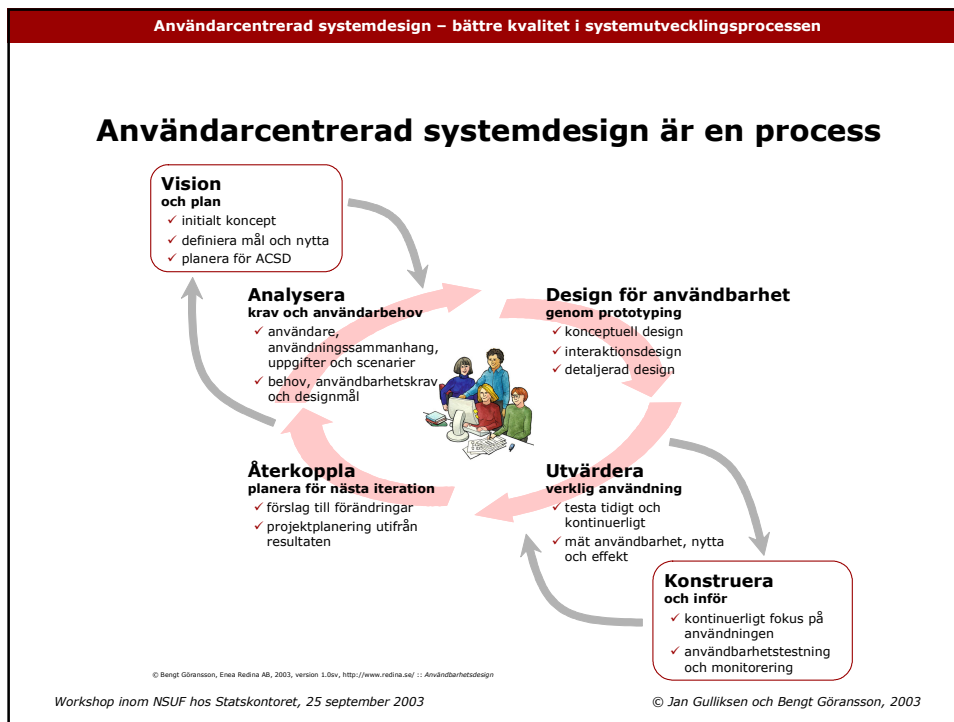 Användarcentrerad systemdesign – bättre kvalitet i systemutvecklingsprocessen
Användarcentrerad systemdesign är en process
Vision
och plan
✓ initialt koncept
✓ definiera mål och nytta
✓ planera för ACSD
Analysera
krav och användarbehov
✓ användare,
användningssammanhang,
uppgifter och scenarier
✓ behov, användbarhetskrav
och designmål
Design för användbarhet
genom prototyping
✓ konceptuell design
✓ interaktionsdesign
✓ detaljerad design
Återkoppla
planera för nästa iteration
✓ förslag till förändringar
✓ projektplanering utifrån
resultaten
Utvärdera
verklig användning
✓ testa tidigt och
kontinuerligt
✓ mät användbarhet, nytta
och effekt
Konstruera
och inför
✓ kontinuerligt fokus på
användningen
✓ användbarhetstestning
och monitorering
© Bengt Göransson, Enea Redina AB, 2003, version 1.0sv, http://www.redina.se/ :: Användbarhetsdesign
Workshop inom NSUF hos Statskontoret, 25 september 2003
© Jan Gulliksen och Bengt Göransson, 2003